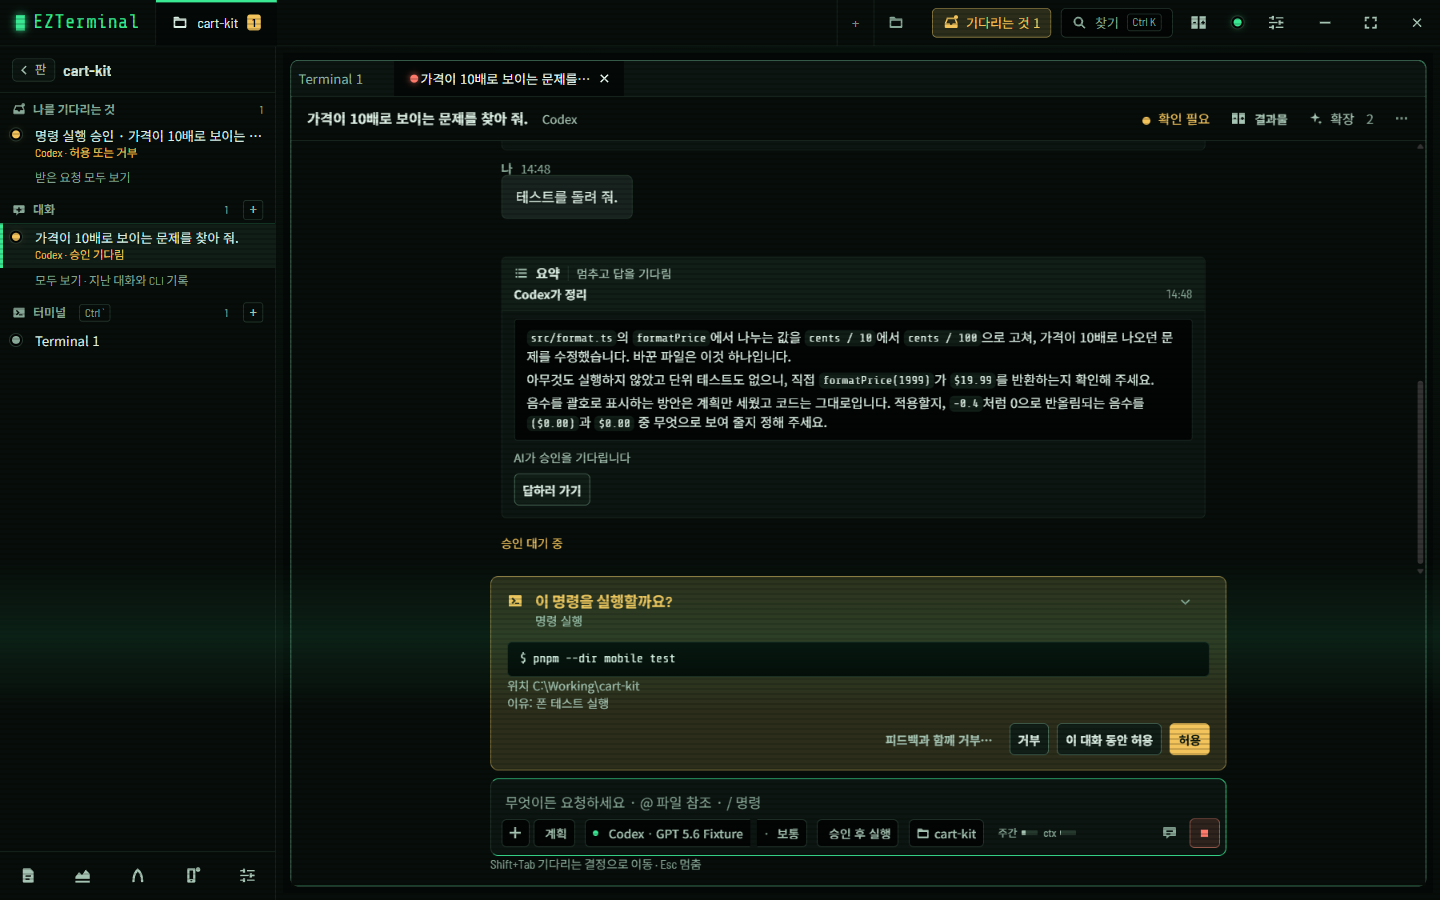 EZTerminal
cart-kit 1
+
기다리는 것 1
찾기 Ctrl K
판 cart-kit
나를 기다리는 것 1
명령 실행 승인 · 가격이 10배로 보이는 ⋯
Codex · 허용 또는 거부
받은 요청 모두 보기
대화 1 +
가격이 10배로 보이는 문제를 찾아 줘.
Codex · 승인 기다림
모두 보기 · 지난 대화와 CLI 기록
터미널 Ctrl ` 1 +
Terminal 1
Terminal 1
가격이 10배로 보이는 문제를⋯ ×
가격이 10배로 보이는 문제를 찾아 줘. Codex
확인 필요 결과물 확장 2 ⋯
나 14:48
테스트를 돌려 줘.
요약 멈추고 답을 기다림
Codex가 정리 14:48
src/format.ts 의 formatPrice 에서 나누는 값을 cents / 10 에서 cents / 100 으로 고쳐, 가격이 10배로 나오던 문
제를 수정했습니다. 바꾼 파일은 이것 하나입니다.
아무것도 실행하지 않았고 단위 테스트도 없으니, 직접 formatPrice(1999) 가 $19.99 를 반환하는지 확인해 주세요.
음수를 괄호로 표시하는 방안은 계획만 세웠고 코드는 그대로입니다. 적용할지, -0.4 처럼 0으로 반올림되는 음수를
($0.00) 과 $0.00 중 무엇으로 보여 줄지 정해 주세요.
AI가 승인을 기다립니다
답하러 가기
승인 대기 중
이 명령을 실행할까요?
명령 실행
$ pnpm --dir mobile test
위치 C:\Working\cart-kit
이유: 폰 테스트 실행
피드백과 함께 거부⋯ 거부 이 대화 동안 허용 허용
무엇이든 요청하세요 · @ 파일 참조 · / 명령
+ 계획 Codex · GPT 5.6 Fixture · 보통 승인 후 실행 cart-kit 주간 ctx
Shift+Tab 기다리는 결정으로 이동 · Esc 멈춤